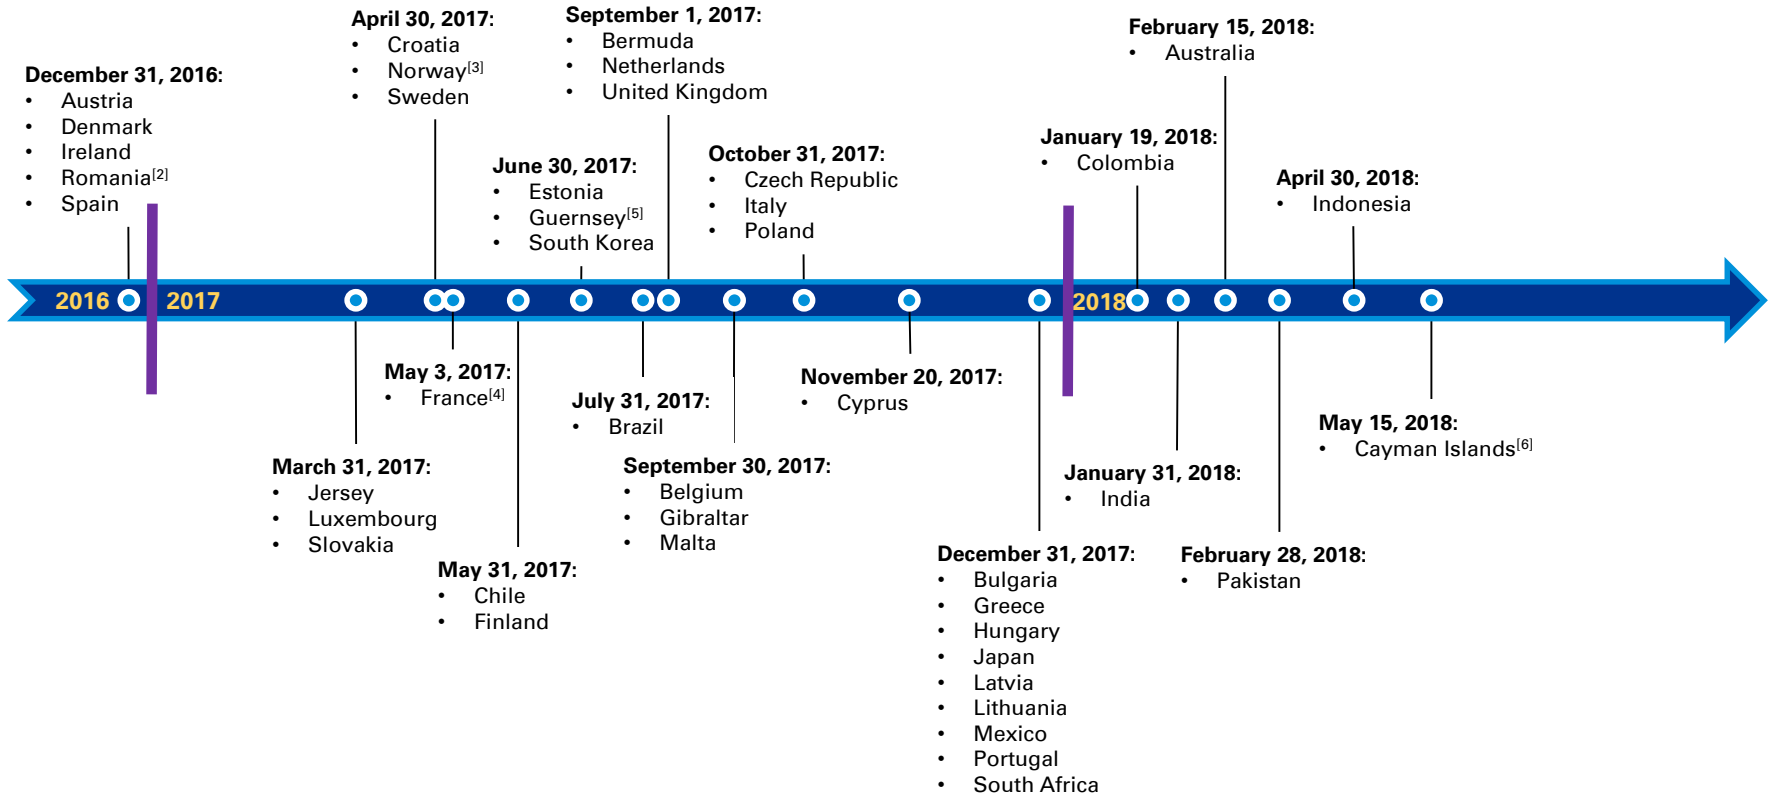 December 31, 2016:
• Austria
• Denmark
• Ireland
• Romania[2]
• Spain
April 30, 2017:
• Croatia
• Norway[3]
• Sweden
June 30, 2017:
• Estonia
• Guernsey[5]
• South Korea
September 1, 2017:
• Bermuda
• Netherlands
• United Kingdom
October 31, 2017:
• Czech Republic
• Italy
• Poland
January 19, 2018:
• Colombia
February 15, 2018:
• Australia
April 30, 2018:
• Indonesia
2016
2017
2018
March 31, 2017:
• Jersey
• Luxembourg
• Slovakia
May 3, 2017:
• France[4]
May 31, 2017:
• Chile
• Finland
July 31, 2017:
• Brazil
September 30, 2017:
• Belgium
• Gibraltar
• Malta
November 20, 2017:
• Cyprus
December 31, 2017:
• Bulgaria
• Greece
• Hungary
• Japan
• Latvia
• Lithuania
• Mexico
• Portugal
• South Africa
January 31, 2018:
• India
February 28, 2018:
• Pakistan
May 15, 2018:
• Cayman Islands[6]